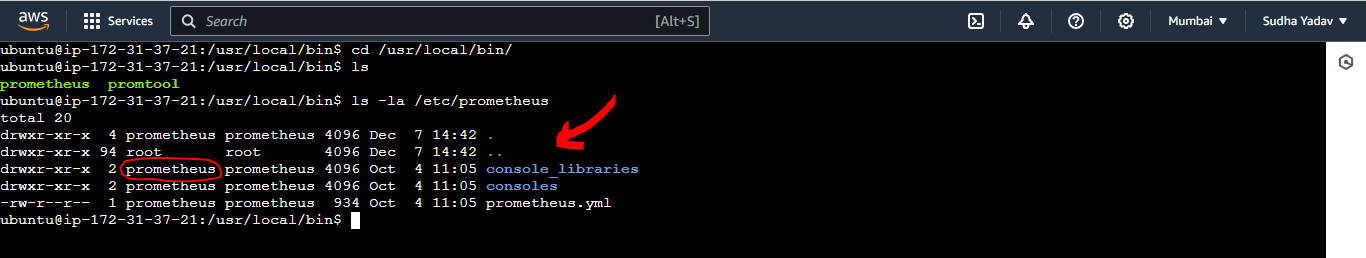 aws Services Search [Alt+S] Mumbai Sudha Yadav
ubuntu@ip-172-31-37-21:/usr/local/bin$ cd /usr/local/bin/
ubuntu@ip-172-31-37-21:/usr/local/bin$ ls
prometheus  promtool
ubuntu@ip-172-31-37-21:/usr/local/bin$ ls -la /etc/prometheus
total 20
drwxr-xr-x  4 prometheus prometheus 4096 Dec  7 14:42 .
drwxr-xr-x 94 root       root       4096 Dec  7 14:42 ..
drwxr-xr-x  2 prometheus prometheus 4096 Oct  4 11:05 console_libraries
drwxr-xr-x  2 prometheus prometheus 4096 Oct  4 11:05 consoles
-rw-r--r--  1 prometheus prometheus  934 Oct  4 11:05 prometheus.yml
ubuntu@ip-172-31-37-21:/usr/local/bin$